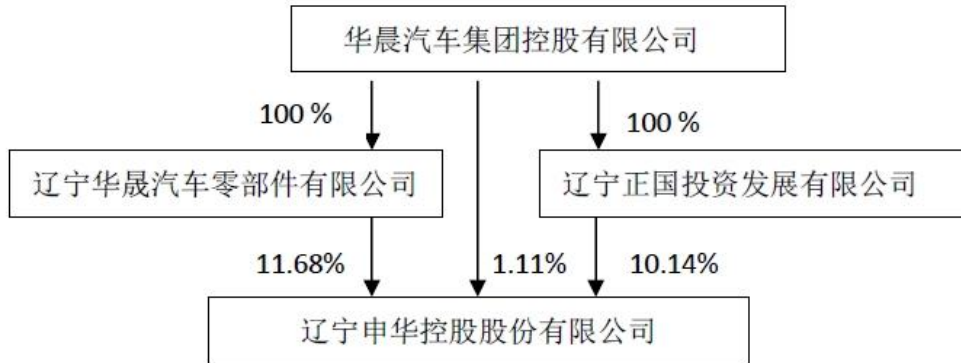 华晨汽车集团控股有限公司
100 %
100 %
辽宁华晟汽车零部件有限公司
辽宁正国投资发展有限公司
11.68%
1.11%
10.14%
辽宁申华控股股份有限公司